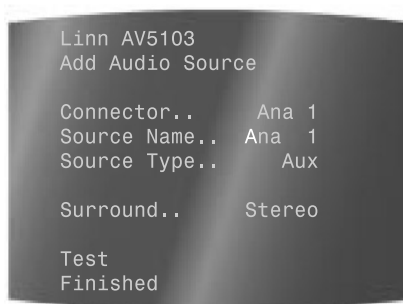 Linn AV5103
Add Audio Source
Connector.. Ana 1
Source Name.. Ana 1
Source Type.. Aux
Surround.. Stereo
Test
Finished